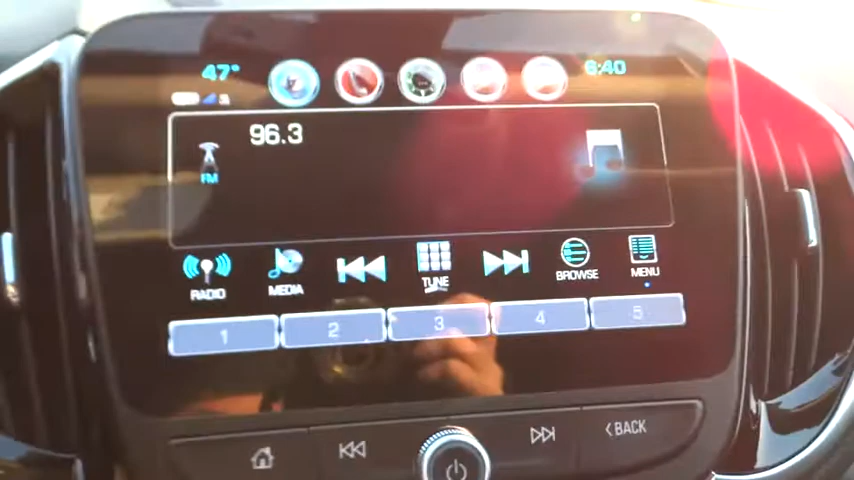 47°
6:40
96.3
FM
RADIO
MEDIA
TUNE
BROWSE
MENU
1 2 3 4 5
BACK